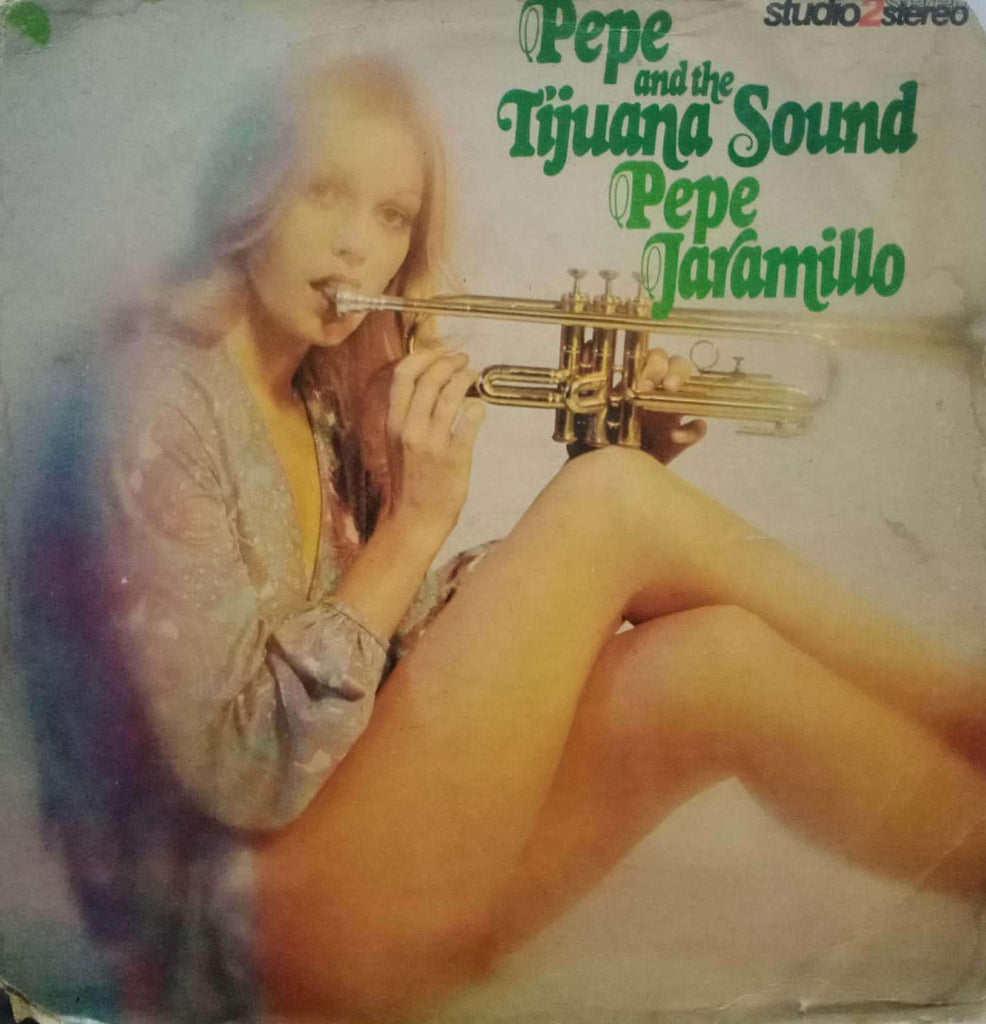 studio2stereo
Pepe
and the
Tijuana Sound
Pepe
Jaramillo